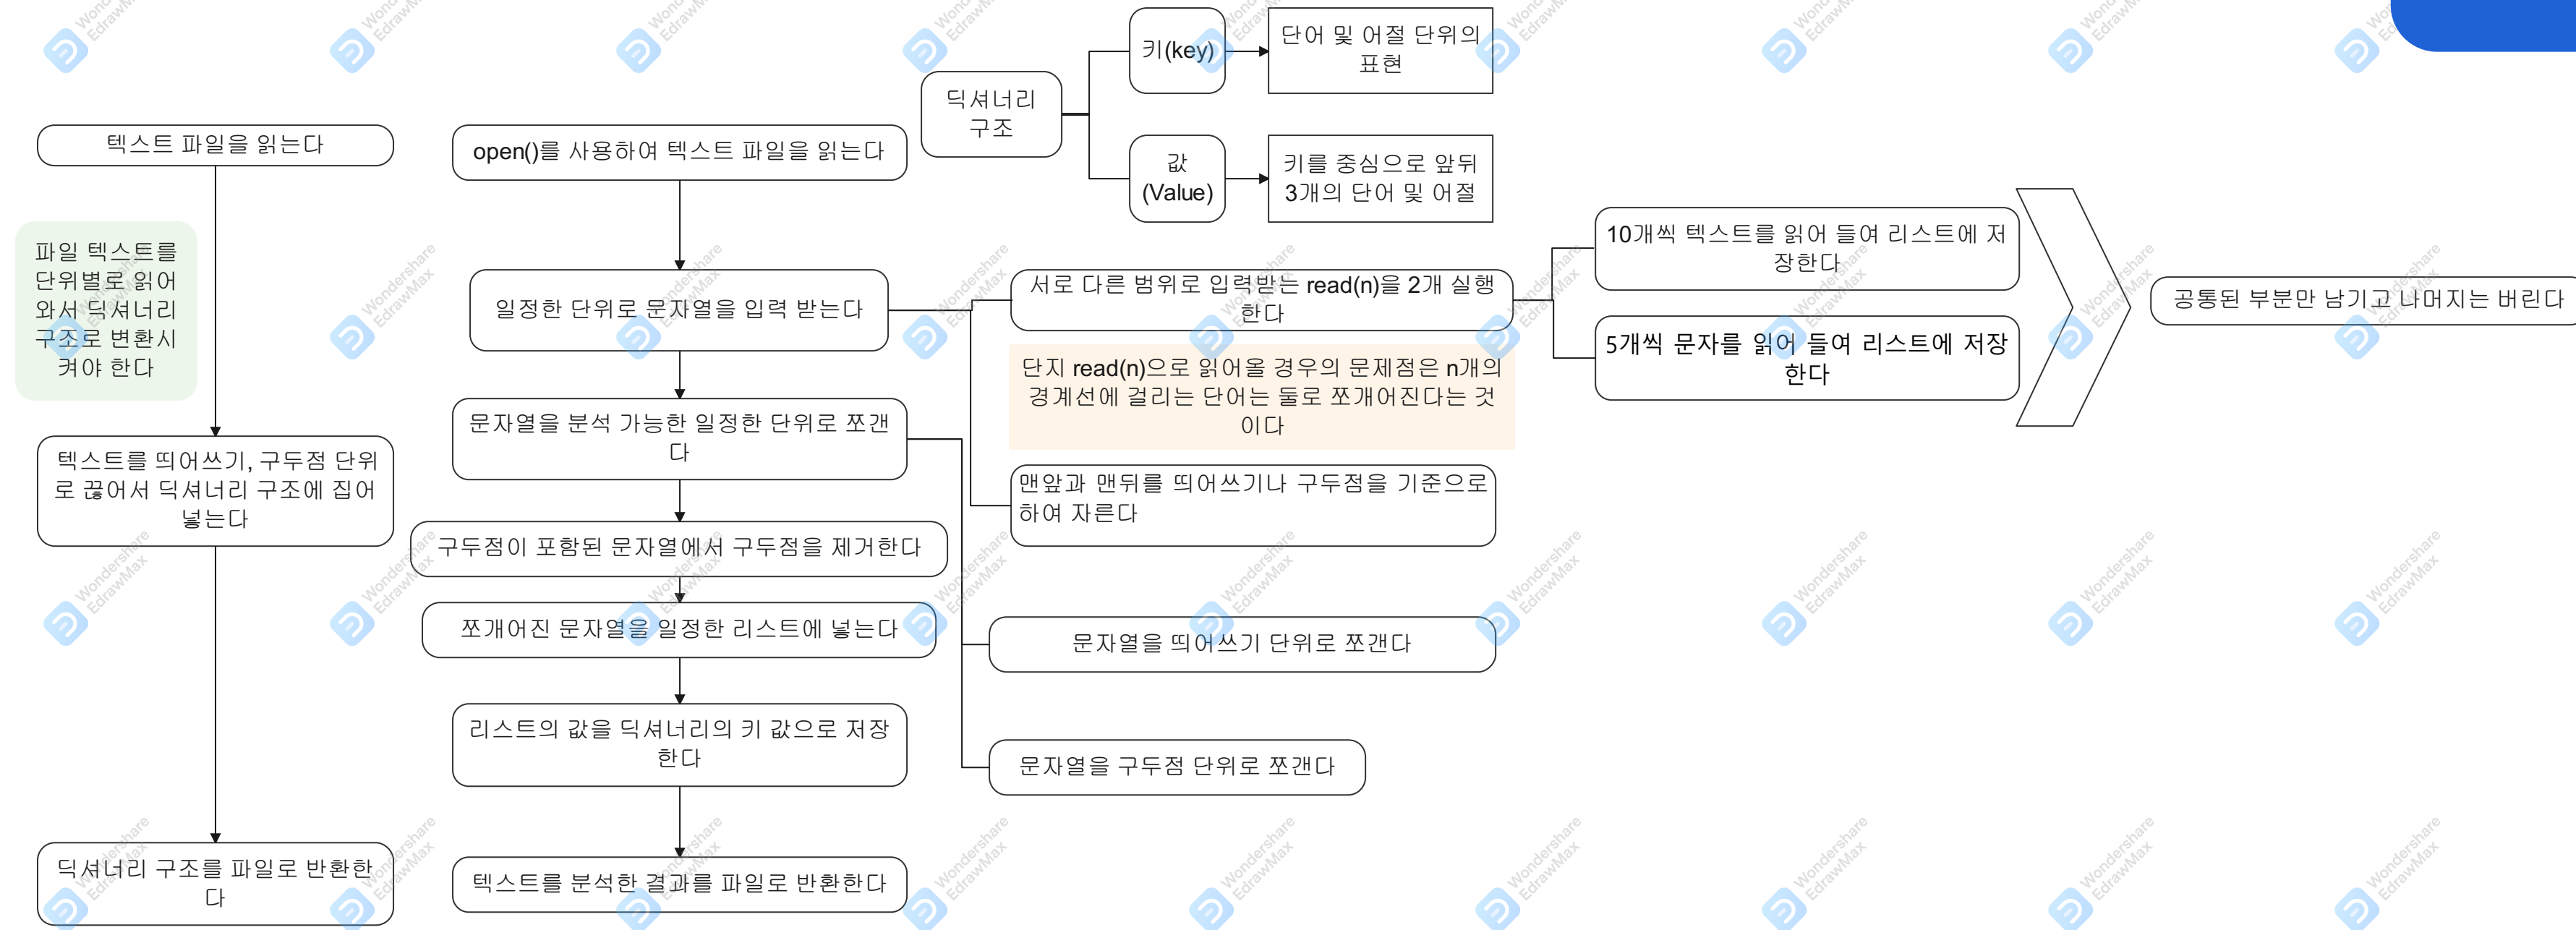 텍스트 파일을 읽는다
파일 텍스트를
단위별로 읽어
와서 딕셔너리
구조로 변환시
켜야 한다
텍스트를 띄어쓰기, 구두점 단위
로 끊어서 딕셔너리 구조에 집어
넣는다
딕셔너리 구조를 파일로 반환한
다
open()를 사용하여 텍스트 파일을 읽는다
일정한 단위로 문자열을 입력 받는다
문자열을 분석 가능한 일정한 단위로 쪼갠
다
구두점이 포함된 문자열에서 구두점을 제거한다
쪼개어진 문자열을 일정한 리스트에 넣는다
리스트의 값을 딕셔너리의 키 값으로 저장
한다
텍스트를 분석한 결과를 파일로 반환한다
딕셔너리
구조
키(key)
단어 및 어절 단위의
표현
값
(Value)
키를 중심으로 앞뒤
3개의 단어 및 어절
서로 다른 범위로 입력받는 read(n)을 2개 실행
한다
단지 read(n)으로 읽어올 경우의 문제점은 n개의
경계선에 걸리는 단어는 둘로 쪼개어진다는 것
이다
맨앞과 맨뒤를 띄어쓰기나 구두점을 기준으로
하여 자른다
문자열을 띄어쓰기 단위로 쪼갠다
문자열을 구두점 단위로 쪼갠다
10개씩 텍스트를 읽어 들여 리스트에 저
장한다
5개씩 문자를 읽어 들여 리스트에 저장
한다
공통된 부분만 남기고 나머지는 버린다
Wondershare
EdrawMax